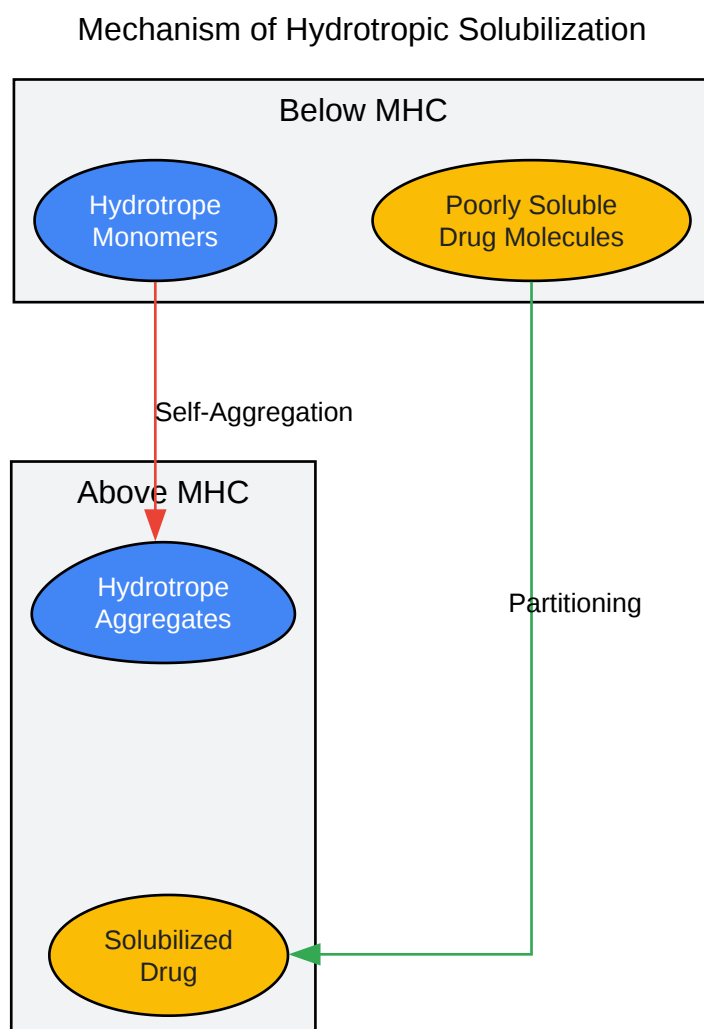 Mechanism of Hydrotropic Solubilization
Below MHC
Hydrotrope
Monomers
Poorly Soluble
Drug Molecules
Self-Aggregation
Above MHC
Hydrotrope
Aggregates
Partitioning
Solubilized
Drug